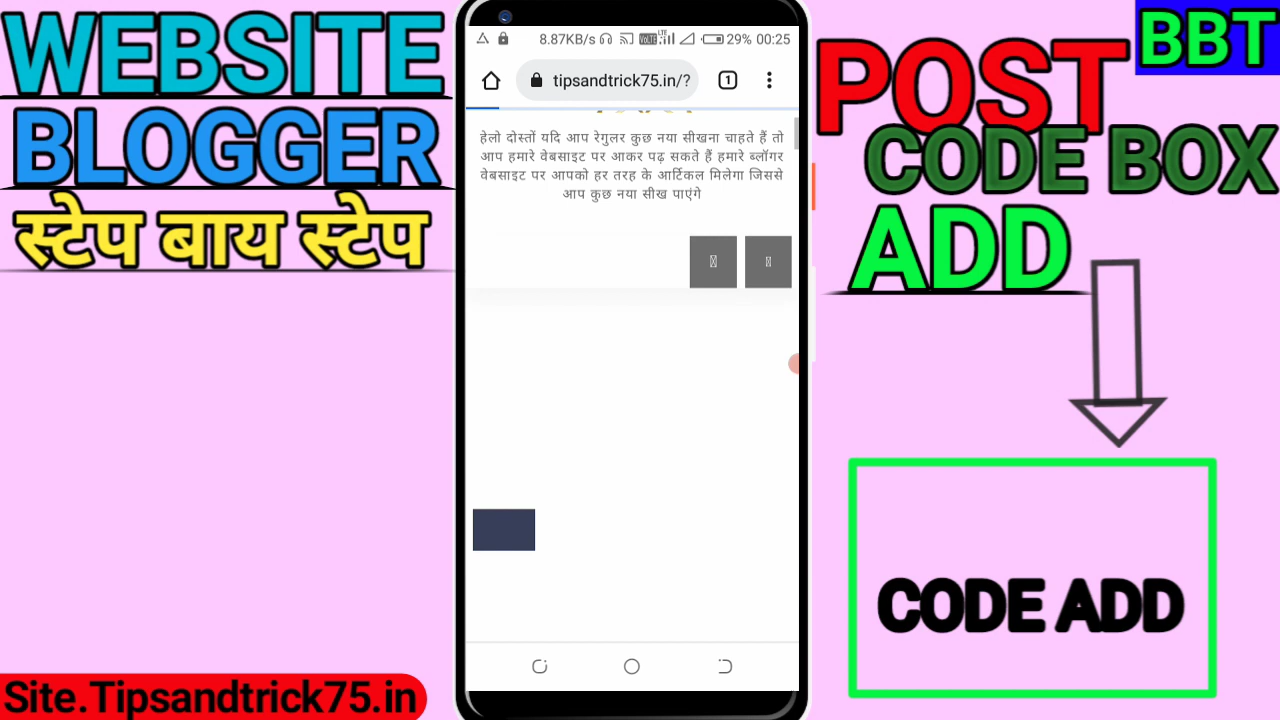 WEBSITE
BLOGGER
स्टेप बाय स्टेप
Site.Tipsandtrick75.in
8.87KB/s VoLTE LTE 29% 00:25
tipsandtrick75.in/? 1
हेलो दोस्तों यदि आप रेगुलर कुछ नया सीखना चाहते हैं तो
आप हमारे वेबसाइट पर आकर पढ़ सकते हैं हमारे ब्लॉगर
वेबसाइट पर आपको हर तरह के आर्टिकल मिलेगा जिससे
आप कुछ नया सीख पाएंगे
BBT
POST
CODE BOX
ADD
CODE ADD